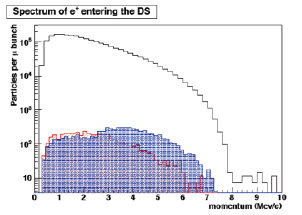 Spectrum of e⁺ entering the DS
Particles per μ bunch
0 1 2 3 4 5 6 7 8 9 10
momentum (Mev/c)